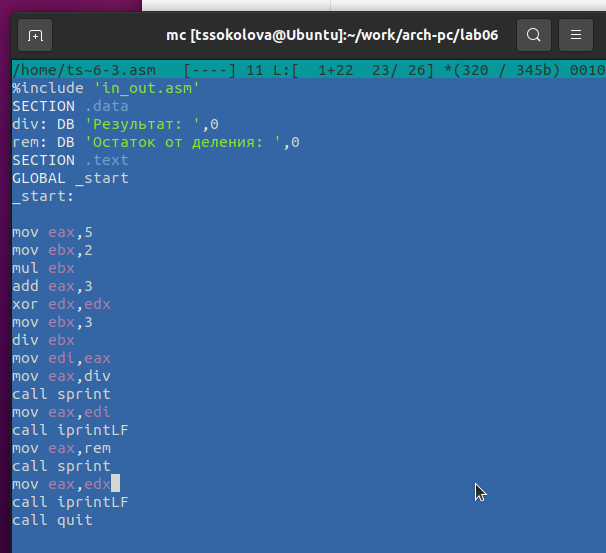 mc [tssokolova@Ubuntu]:~/work/arch-pc/lab06
/home/ts~6-3.asm   [----] 11 L:[  1+22  23/ 26] *(320 / 345b) 0010
%include 'in_out.asm'
SECTION .data
div: DB 'Результат: ',0
rem: DB 'Остаток от деления: ',0
SECTION .text
GLOBAL _start
_start:

mov eax,5
mov ebx,2
mul ebx
add eax,3
xor edx,edx
mov ebx,3
div ebx
mov edi,eax
mov eax,div
call sprint
mov eax,edi
call iprintLF
mov eax,rem
call sprint
mov eax,edx
call iprintLF
call quit